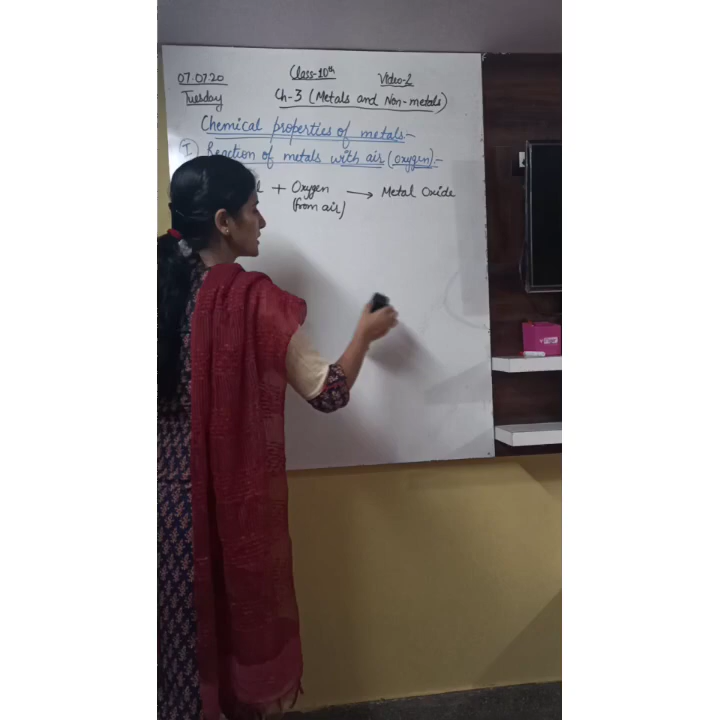 07.07.20 Class-10th Video-2
Tuesday Ch-3 (Metals and Non-metals)
Chemical properties of metals:-
I) Reaction of metals with air (oxygen):-
+ Oxygen → Metal Oxide
(from air)